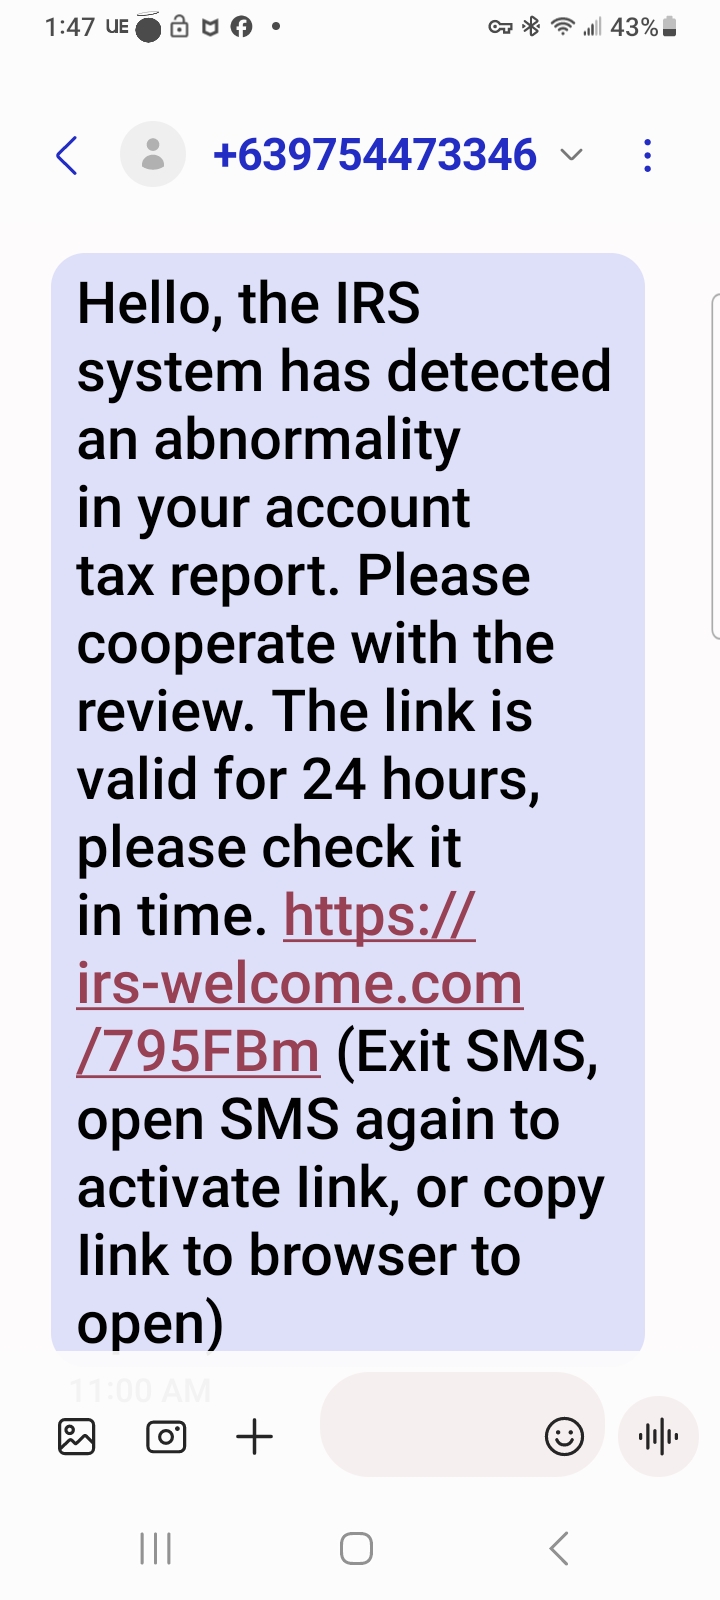 1:47 UE 43%
+639754473346
Hello, the IRS
system has detected
an abnormality
in your account
tax report. Please
cooperate with the
review. The link is
valid for 24 hours,
please check it
in time. https://
irs-welcome.com
/795FBm (Exit SMS,
open SMS again to
activate link, or copy
link to browser to
open)
11:00 AM